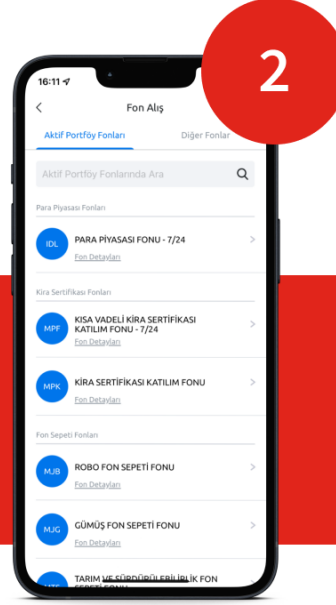 2
16:11
Fon Alış
Aktif Portföy Fonları
Diğer Fonlar
Aktif Portföy Fonlarında Ara
Para Piyasası Fonları
IDL
PARA PİYASASI FONU - 7/24
Fon Detayları
Kira Sertifikası Fonları
MPF
KISA VADELİ KİRA SERTİFİKASI
KATILIM FONU - 7/24
Fon Detayları
MPK
KİRA SERTİFİKASI KATILIM FONU
Fon Detayları
Fon Sepeti Fonları
MJB
ROBO FON SEPETİ FONU
Fon Detayları
MJG
GÜMÜŞ FON SEPETİ FONU
Fon Detayları
TARIM VE SÜRDÜRÜLEBİLİRLİK FON
SEPETİ FONU